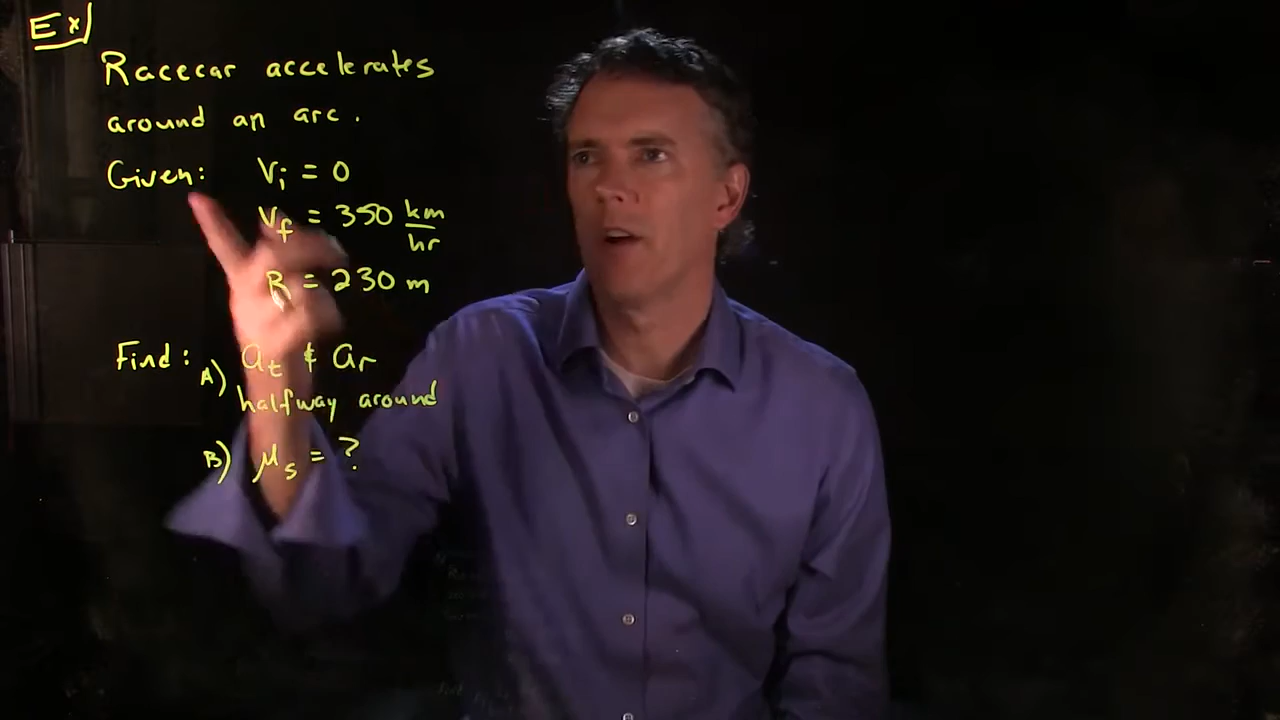 Ex
Racecar accelerates
around an arc.
Given: Vi = 0
Vf = 350 km/hr
R = 230 m
Find: A) at & ar
halfway around
B) μs = ?